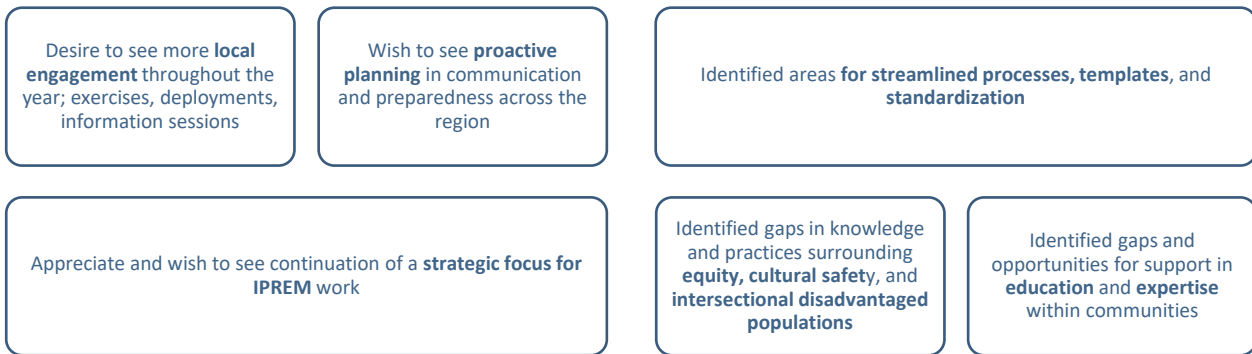 Desire to see more local
engagement throughout the
year; exercises, deployments,
information sessions
Wish to see proactive
planning in communication
and preparedness across the
region
Identified areas for streamlined processes, templates, and
standardization
Appreciate and wish to see continuation of a strategic focus for
IPREM work
Identified gaps in knowledge
and practices surrounding
equity, cultural safety, and
intersectional disadvantaged
populations
Identified gaps and
opportunities for support in
education and expertise
within communities